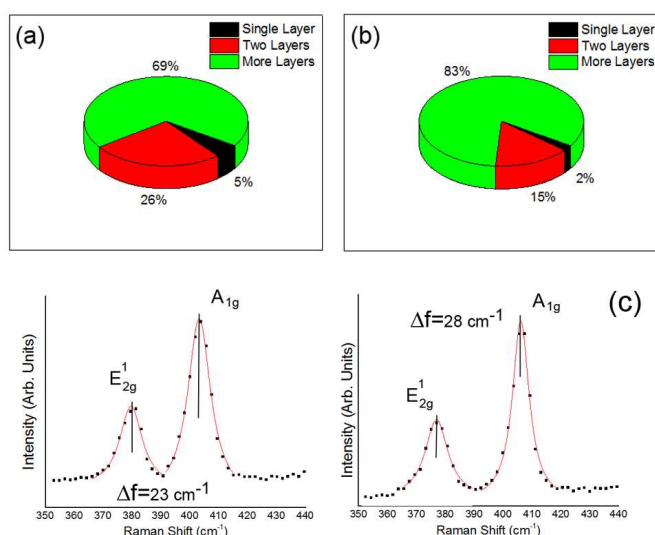 (a)
Single Layer
Two Layers
More Layers
69%
5%
26%
(b)
Single Layer
Two Layers
More Layers
83%
2%
15%
A1g
E12g
Δf=23 cm-1
Intensity (Arb. Units)
350 360 370 380 390 400 410 420 430 440
Raman Shift (cm-1)
(c)
A1g
Δf=28 cm-1
E12g
Intensity (Arb. Units)
350 360 370 380 390 400 410 420 430 440
Raman Shift (cm-1)